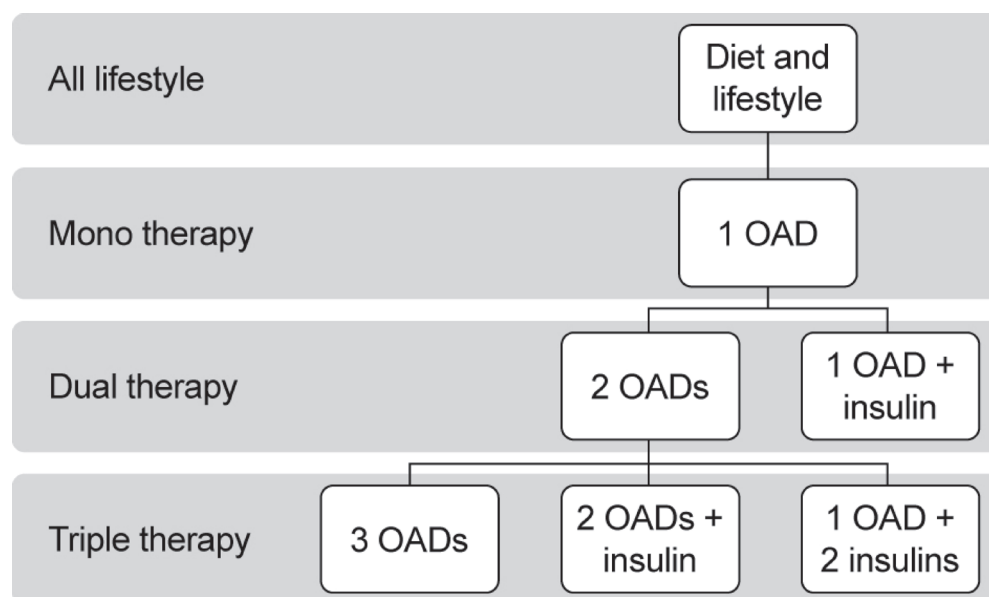 All lifestyle
Diet and
lifestyle
Mono therapy
1 OAD
Dual therapy
2 OADs
1 OAD +
insulin
Triple therapy
3 OADs
2 OADs +
insulin
1 OAD +
2 insulins